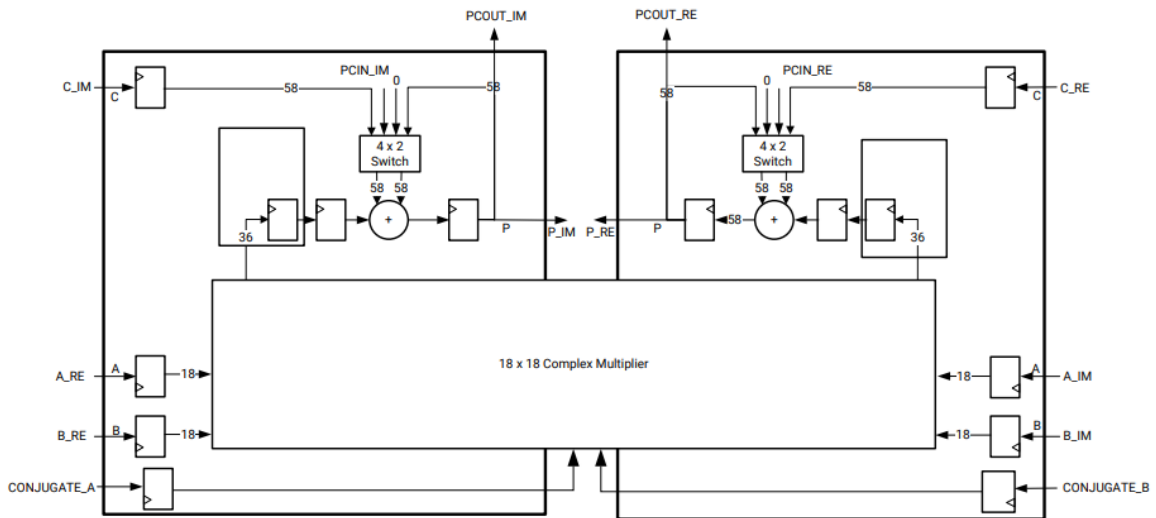 PCOUT_IM
PCOUT_RE
PCIN_IM
PCIN_RE
C_IM
C
58
0
58
58
0
58
C
C_RE
4 x 2
Switch
4 x 2
Switch
58
58
58
58
+
+
36
P
P_IM
P_RE
P
58
36
18 x 18 Complex Multiplier
A_RE
A
18
18
A
A_IM
B_RE
B
18
18
B
B_IM
CONJUGATE_A
CONJUGATE_B